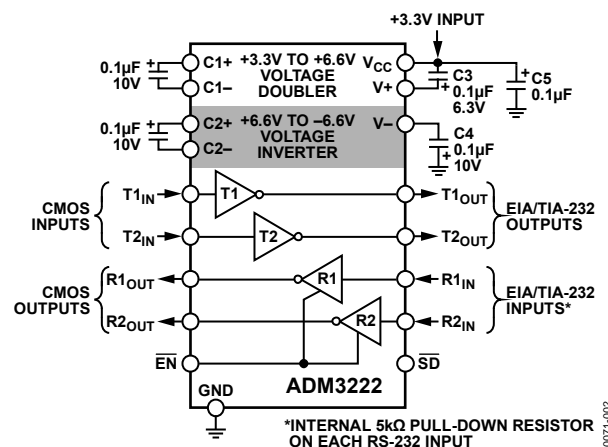 +3.3V INPUT
0.1µF
10V
+
C1+
C1–
+3.3V TO +6.6V
VOLTAGE
DOUBLER
VCC
V+
+
C3
0.1µF
6.3V
+
C5
0.1µF
0.1µF
10V
+
C2+
C2–
+6.6V TO –6.6V
VOLTAGE
INVERTER
V–
+
C4
0.1µF
10V
CMOS
INPUTS
T1IN
T1
T1OUT
T2IN
T2
T2OUT
EIA/TIA-232
OUTPUTS
CMOS
OUTPUTS
R1OUT
R1
R1IN
R2OUT
R2
R2IN
EIA/TIA-232
INPUTS*
EN
SD
GND
ADM3222
*INTERNAL 5kΩ PULL-DOWN RESISTOR
ON EACH RS-232 INPUT